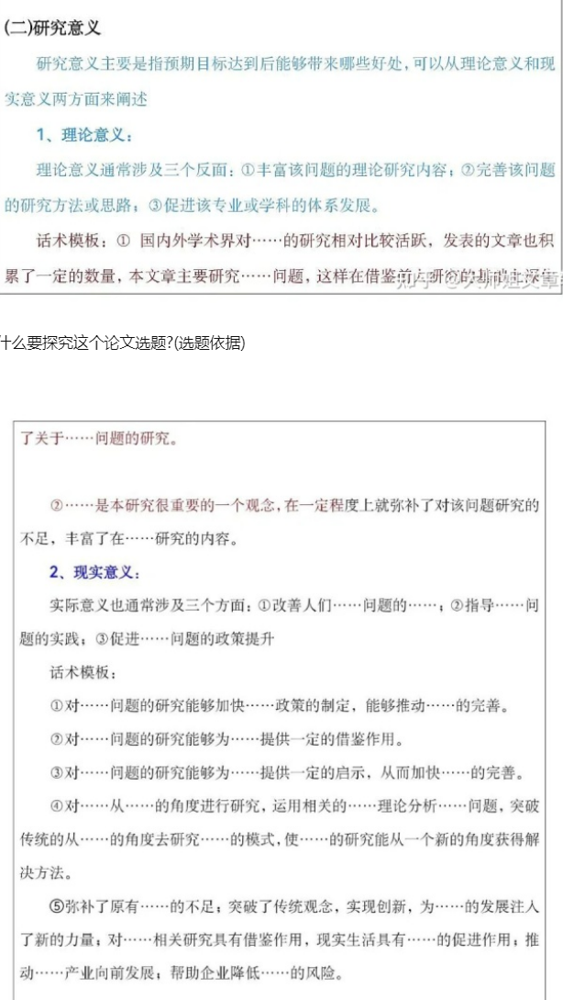 (二)研究意义
研究意义主要是指预期目标达到后能够带来哪些好处,可以从理论意义和现
实意义两方面来阐述
1、理论意义：
理论意义通常涉及三个反面：①丰富该问题的理论研究内容；②完善该问题
的研究方法或思路；③促进该专业或学科的体系发展。
话术模板：① 国内外学术界对……的研究相对比较活跃，发表的文章也积
累了一定的数量，本文章主要研究……问题，这样在借鉴前人研究的基础上深化
知乎
什么要探究这个论文选题?(选题依据)
了关于……问题的研究。
②……是本研究很重要的一个观念,在一定程度上就弥补了对该问题研究的
不足，丰富了在……研究的内容。
2、现实意义：
实际意义也通常涉及三个方面：①改善人们……问题的……；②指导……问
题的实践；③促进……问题的政策提升
话术模板：
①对……问题的研究能够加快……政策的制定，能够推动……的完善。
②对……问题的研究能够为……提供一定的借鉴作用。
③对……问题的研究能够为……提供一定的启示，从而加快……的完善。
④对……从……的角度进行研究，运用相关的……理论分析……问题，突破
传统的从……的角度去研究……的模式，使……的研究能从一个新的角度获得解
决方法。
⑤弥补了原有……的不足；突破了传统观念，实现创新，为……的发展注入
了新的力量；对……相关研究具有借鉴作用，现实生活具有……的促进作用；推
动……产业向前发展；帮助企业降低……的风险。